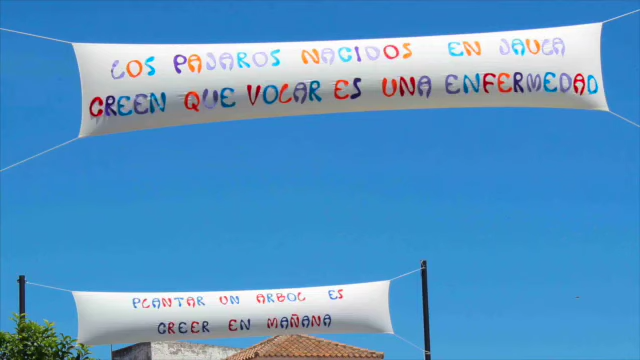 LOS PAJAROS NACIDOS EN JAULA
CREEN QUE VOLAR ES UNA ENFERMEDAD
PLANTAR UN ARBOL ES
CREER EN MAÑANA